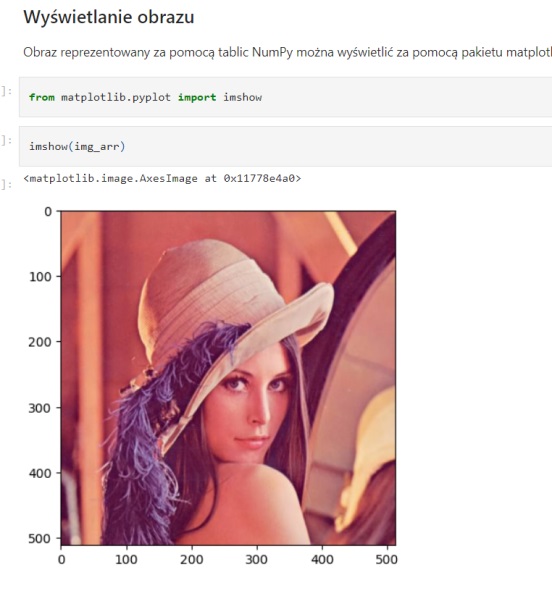 Wyświetlanie obrazu
Obraz reprezentowany za pomocą tablic NumPy można wyświetlić za pomocą pakietu
]:
from matplotlib.pyplot import imshow
]:
imshow(img_arr)
]:
<matplotlib.image.AxesImage at 0x11778e4a0>
0
100
200
300
400
500
0 100 200 300 400 500